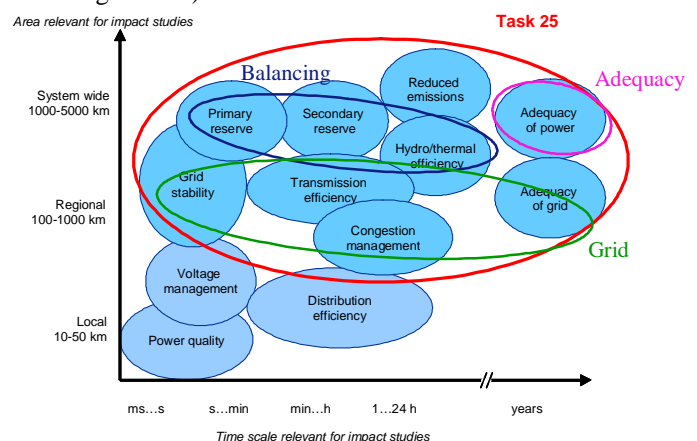 Area relevant for impact studies
Task 25
Balancing
Adequacy
System wide
1000-5000 km
Primary
reserve
Secondary
reserve
Reduced
emissions
Adequacy
of power
Hydro/thermal
efficiency
Grid
stability
Transmission
efficiency
Adequacy
of grid
Regional
100-1000 km
Congestion
management
Grid
Voltage
management
Distribution
efficiency
Local
10-50 km
Power quality
ms…s
s…min
min…h
1…24 h
years
Time scale relevant for impact studies